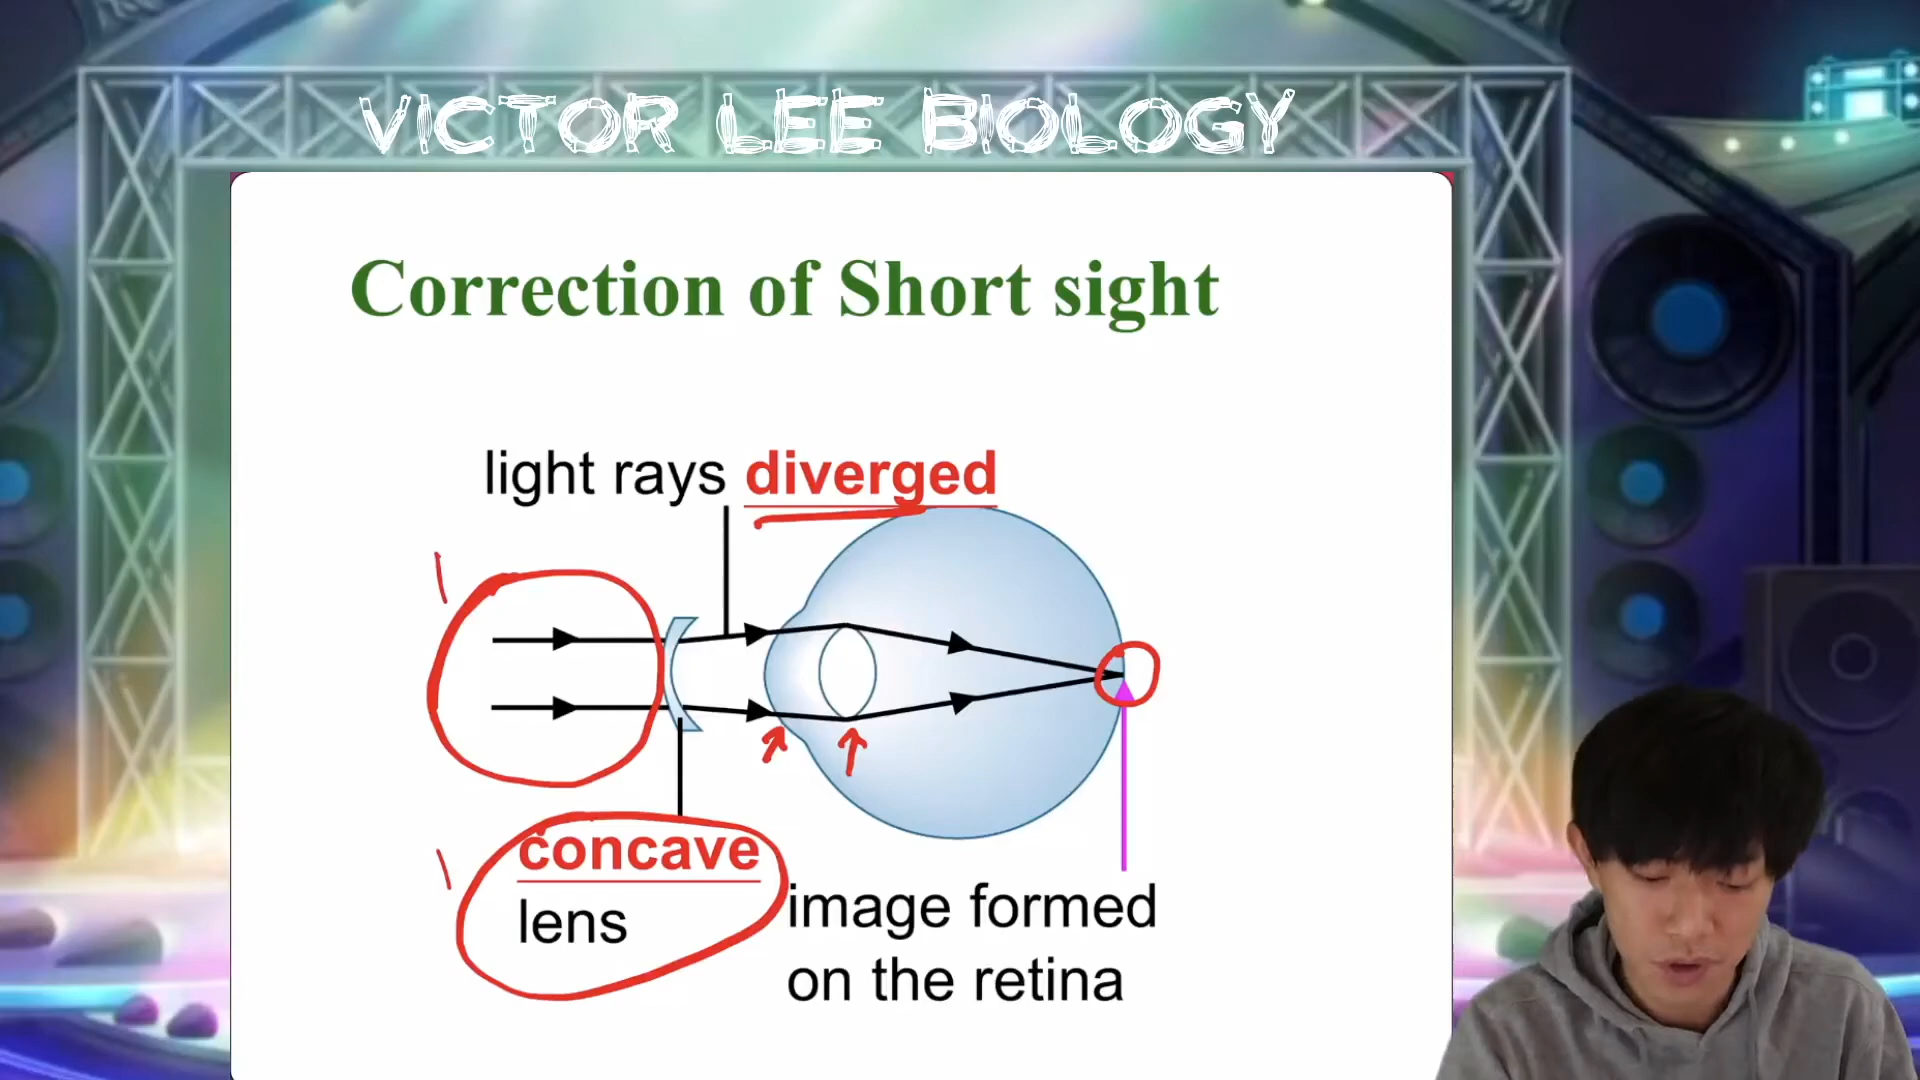 VICTOR LEE BIOLOGY
Correction of Short sight
light rays diverged
concave
lens
image formed
on the retina